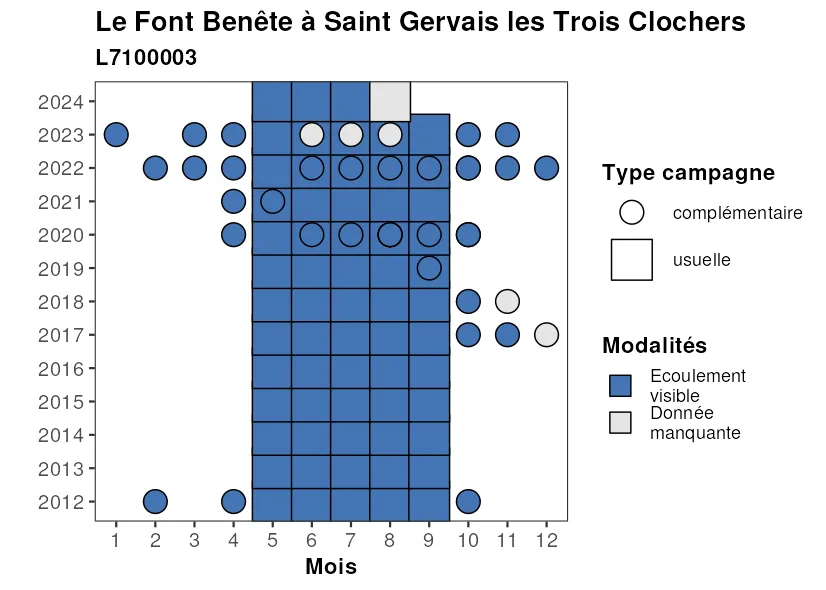 Le Font Benête à Saint Gervais les Trois Clochers
L7100003
2024
2023
2022
2021
2020
2019
2018
2017
2016
2015
2014
2013
2012
1 2 3 4 5 6 7 8 9 10 11 12
Mois
Type campagne
complémentaire
usuelle
Modalités
Ecoulement
visible
Donnée
manquante